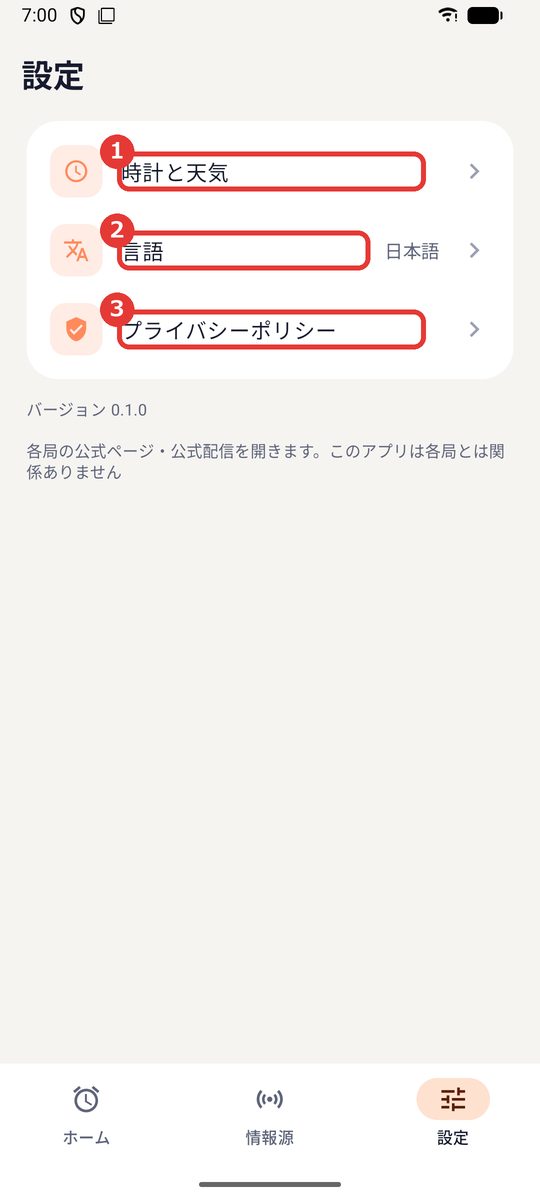 7:00
設定
1
時計と天気
2
言語
日本語
3
プライバシーポリシー
バージョン 0.1.0
各局の公式ページ・公式配信を開きます。このアプリは各局とは関
係ありません
ホーム
情報源
設定